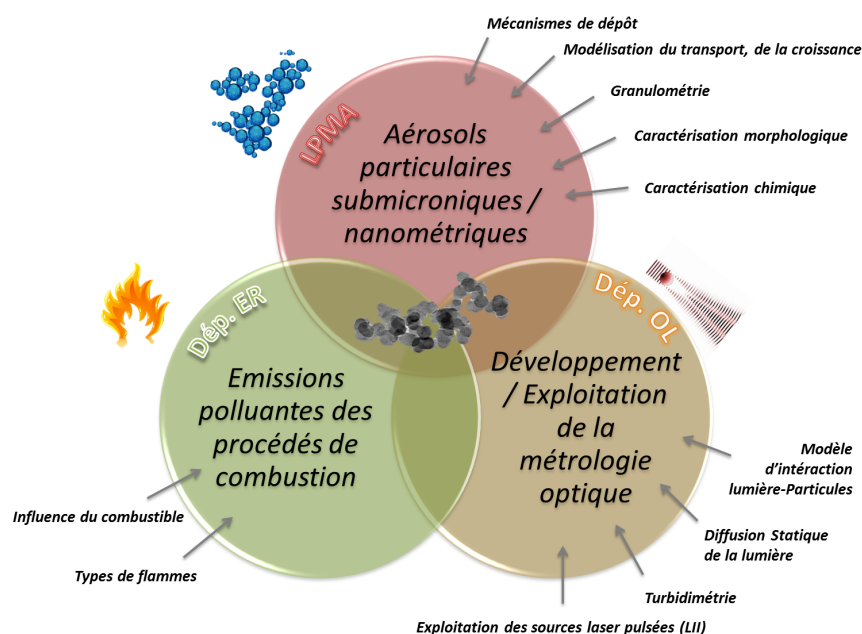 Mécanismes de dépôt
Modélisation du transport, de la croissance
Granulométrie
Caractérisation morphologique
Caractérisation chimique
LPMA
Aérosols
particulaires
submicroniques /
nanométriques
Dép. ER
Emissions
polluantes des
procédés de
combustion
Influence du combustible
Types de flammes
Dép. OL
Développement
/ Exploitation
de la
métrologie
optique
Modèle
d'intéraction
lumière-Particules
Diffusion Statique
de la lumière
Turbidimétrie
Exploitation des sources laser pulsées (LII)